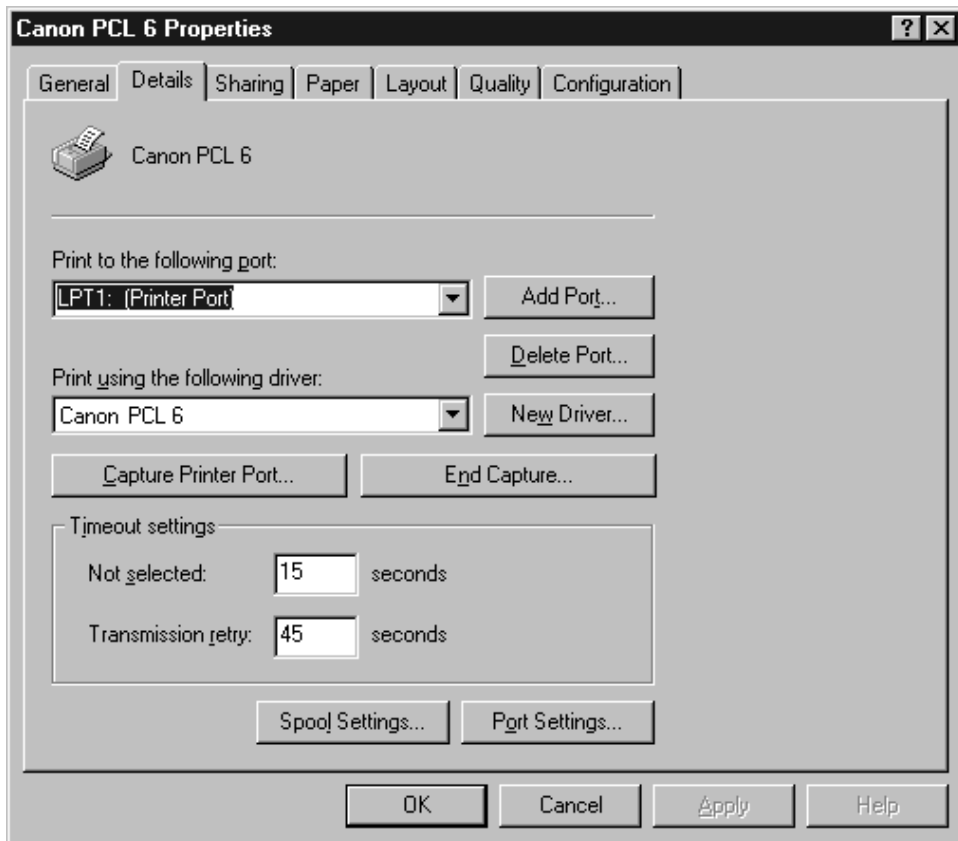 Canon PCL 6 Properties
General Details Sharing Paper Layout Quality Configuration
Canon PCL 6
Print to the following port:
LPT1:  (Printer Port) Add Port...
Delete Port...
Print using the following driver:
Canon PCL 6 New Driver...
Capture Printer Port... End Capture...
Timeout settings
Not selected: 15 seconds
Transmission retry: 45 seconds
Spool Settings... Port Settings...
OK Cancel Apply Help